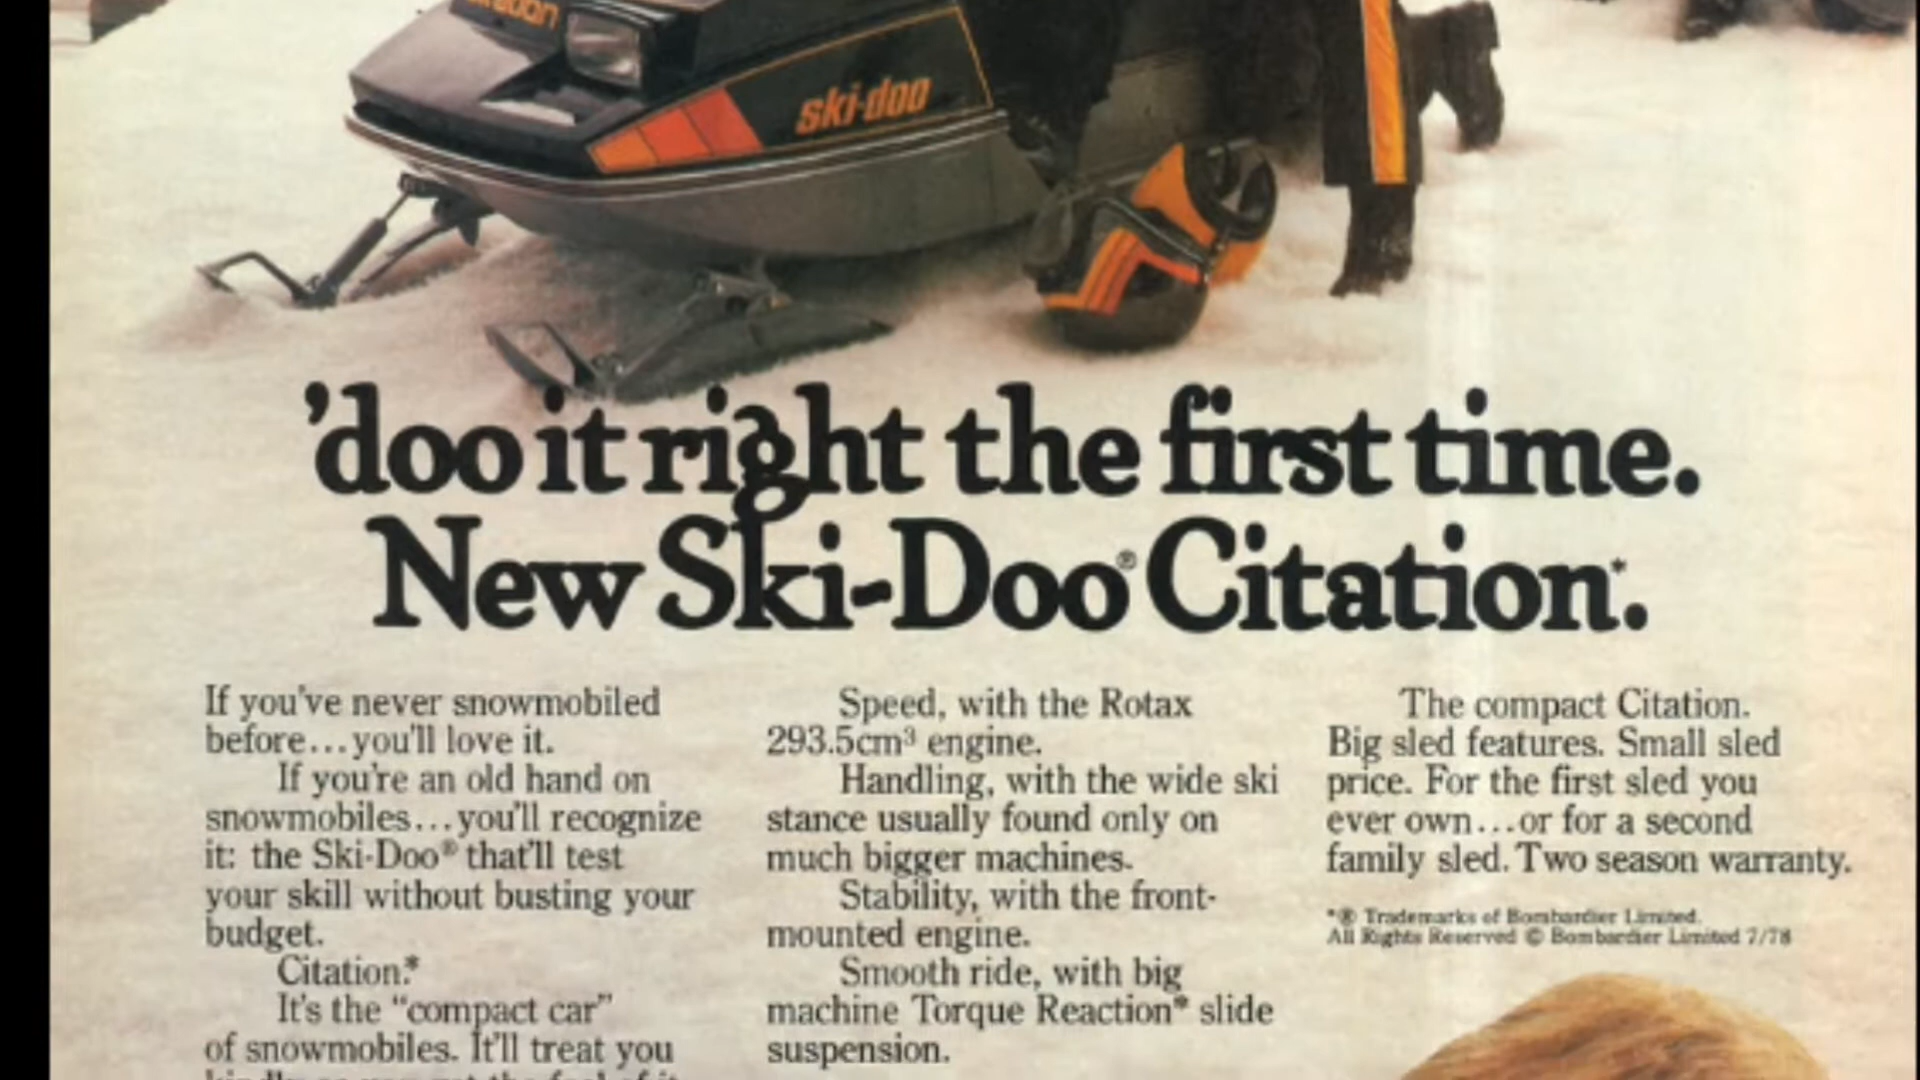 ski-doo
'doo it right the first time.
New Ski-Doo® Citation*.
If you've never snowmobiled
before...you'll love it.
If you're an old hand on
snowmobiles...you'll recognize
it: the Ski-Doo® that'll test
your skill without busting your
budget.
Citation.*
It's the "compact car"
of snowmobiles. It'll treat you
Speed, with the Rotax
293.5cm³ engine.
Handling, with the wide ski
stance usually found only on
much bigger machines.
Stability, with the front-
mounted engine.
Smooth ride, with big
machine Torque Reaction* slide
suspension.
The compact Citation.
Big sled features. Small sled
price. For the first sled you
ever own...or for a second
family sled. Two season warranty.
*® Trademarks of Bombardier Limited.
All Rights Reserved © Bombardier Limited 7/78